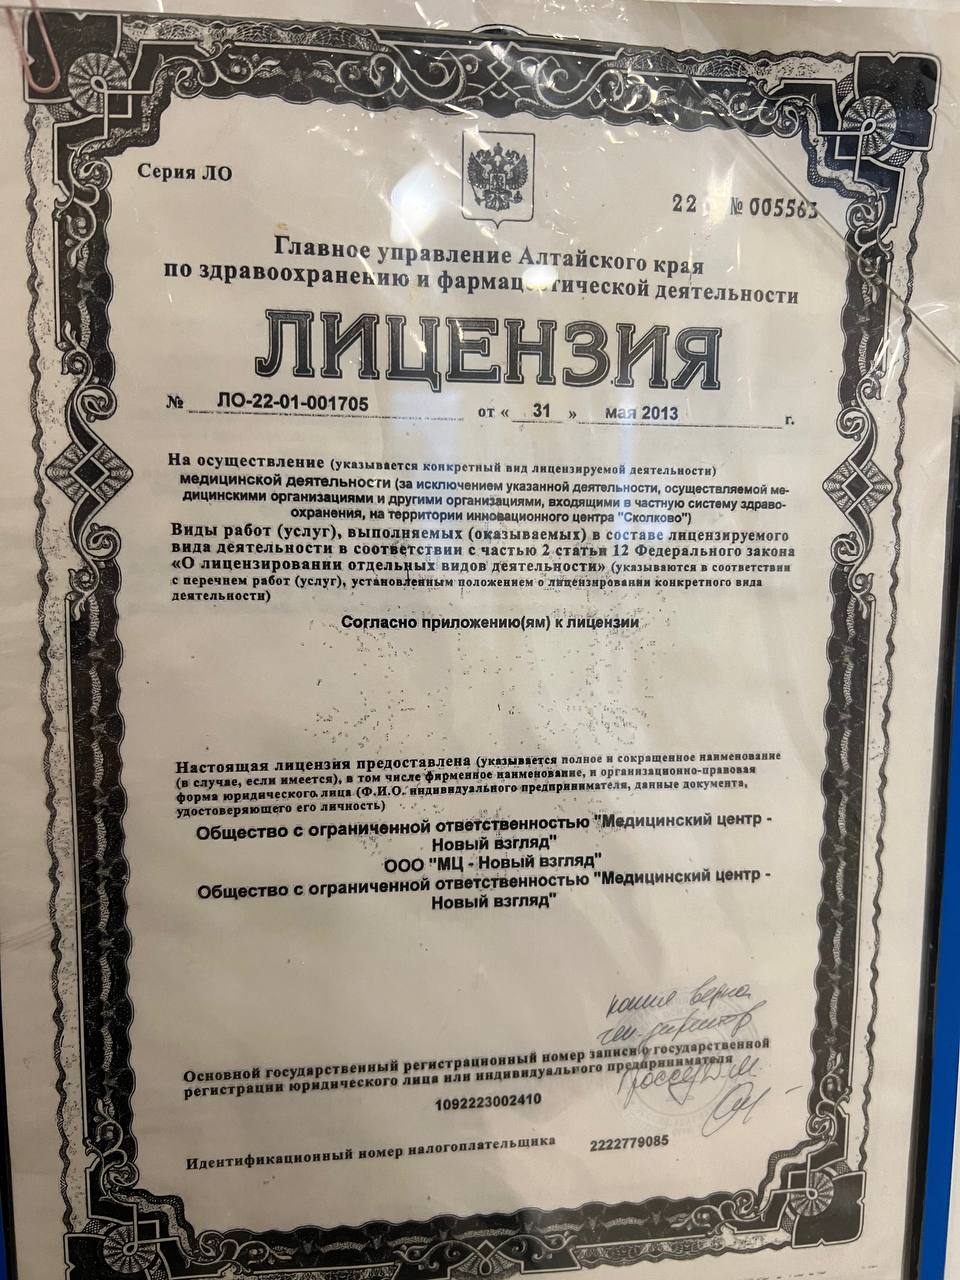 Серия ЛО
22 № 005563
Главное управление Алтайского края
по здравоохранению и фармацевтической деятельности
ЛИЦЕНЗИЯ
№ ЛО-22-01-001705 от « 31 » мая 2013 г.
На осуществление (указывается конкретный вид лицензируемой деятельности)
медицинской деятельности (за исключением указанной деятельности, осуществляемой ме-
дицинскими организациями и другими организациями, входящими в частную систему здраво-
охранения, на территории инновационного центра "Сколково")
Виды работ (услуг), выполняемых (оказываемых) в составе лицензируемого
вида деятельности в соответствии с частью 2 статьи 12 Федерального закона
«О лицензировании отдельных видов деятельности» (указываются в соответствии
с перечнем работ (услуг), установленным положением о лицензировании конкретного вида
деятельности)
Согласно приложению(ям) к лицензии
Настоящая лицензия предоставлена (указывается полное и сокращенное наименование
(в случае, если имеется), в том числе фирменное наименование, и организационно-правовая
форма юридического лица (Ф.И.О. индивидуального предпринимателя, данные документа,
удостоверяющего его личность)
Общество с ограниченной ответственностью "Медицинский центр -
Новый взгляд"
ООО "МЦ - Новый взгляд"
Общество с ограниченной ответственностью "Медицинский центр -
Новый взгляд"
копия верна
ген. директор
Основной государственный регистрационный номер записи о государственной
регистрации юридического лица или индивидуального предпринимателя
1092223002410
Идентификационный номер налогоплательщика 2222779085